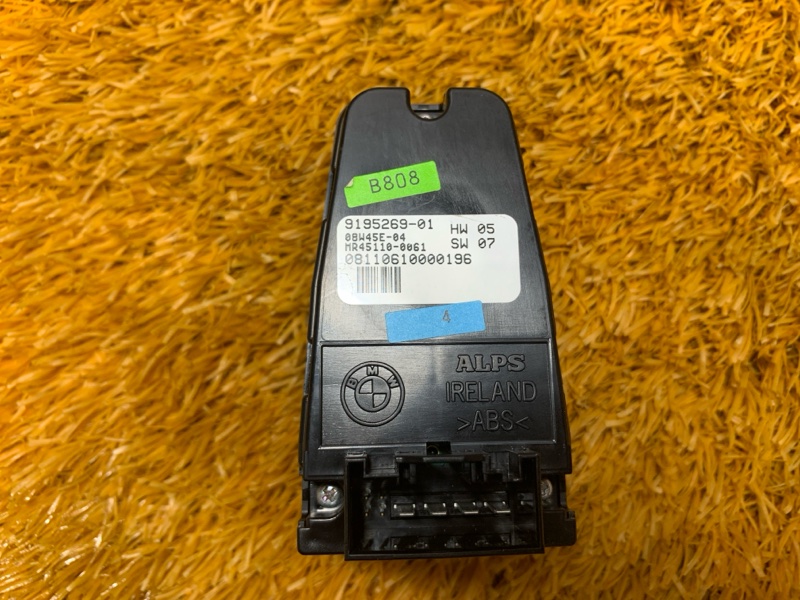 B808
9195269-01 HW 05
08W45E-04
MR45110-0061 SW 07
08110610000196
4
BMW
ALPS
IRELAND
>ABS<